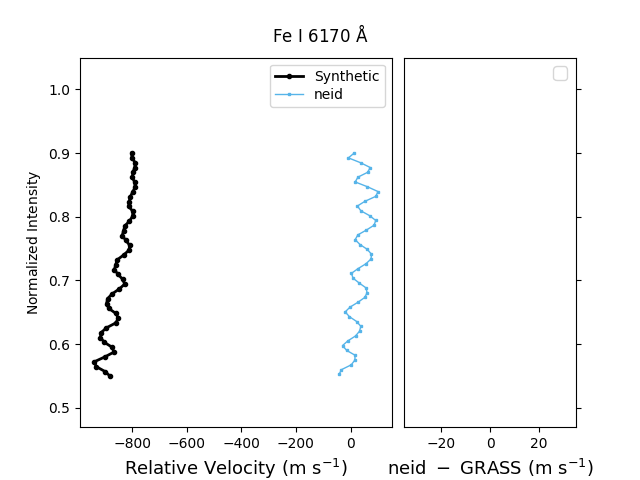 Fe I 6170 Å
Synthetic
neid
1.0
0.9
0.8
0.7
0.6
0.5
Normalized Intensity
−800 −600 −400 −200 0
Relative Velocity (m s⁻¹)
−20 0 20
neid − GRASS (m s⁻¹)